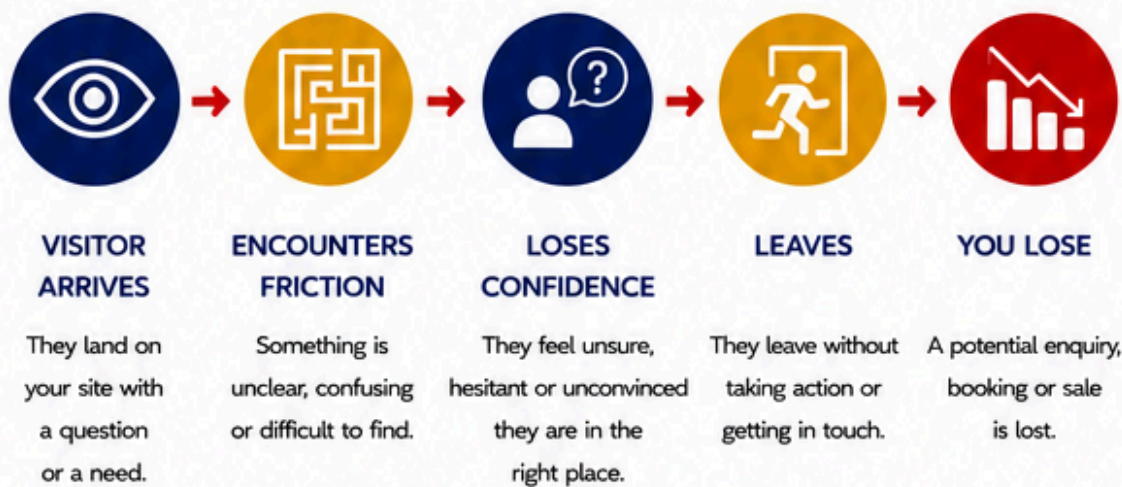 ?
VISITOR
ARRIVES
They land on
your site with
a question
or a need.
ENCOUNTERS
FRICTION
Something is
unclear, confusing
or difficult to find.
LOSES
CONFIDENCE
They feel unsure,
hesitant or unconvinced
they are in the
right place.
LEAVES
They leave without
taking action or
getting in touch.
YOU LOSE
A potential enquiry,
booking or sale
is lost.